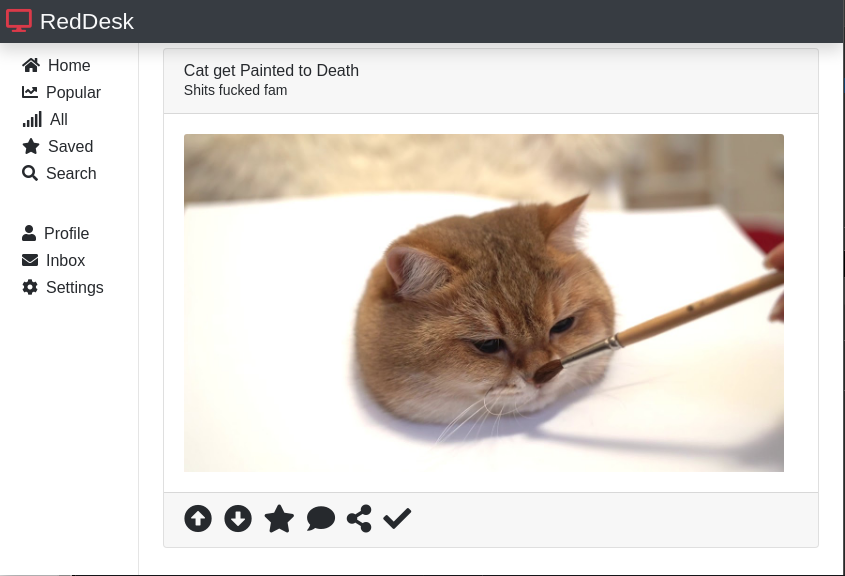 RedDesk
Home
Popular
All
Saved
Search
Profile
Inbox
Settings
Cat get Painted to Death
Shits fucked fam